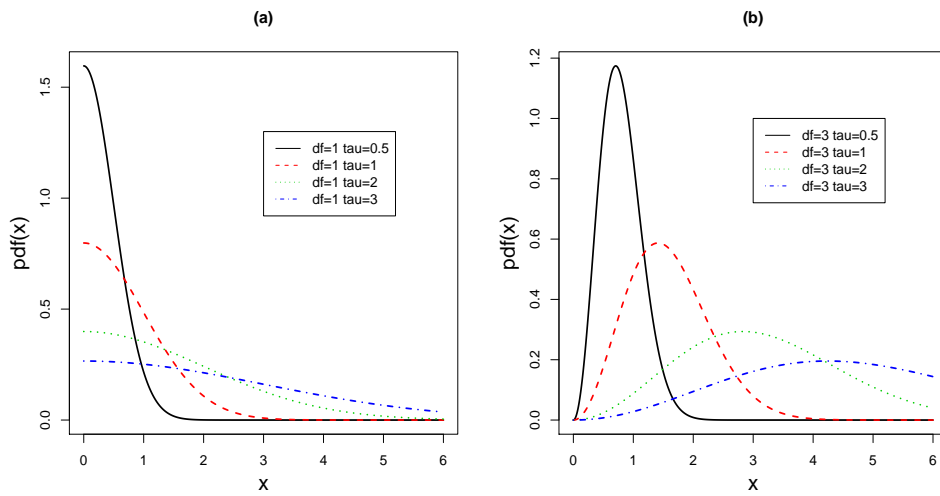 (a)
pdf(x)
1.5
1.0
0.5
0.0
df=1 tau=0.5
df=1 tau=1
df=1 tau=2
df=1 tau=3
0 1 2 3 4 5 6
x
(b)
pdf(x)
1.2
1.0
0.8
0.6
0.4
0.2
0.0
df=3 tau=0.5
df=3 tau=1
df=3 tau=2
df=3 tau=3
0 1 2 3 4 5 6
x